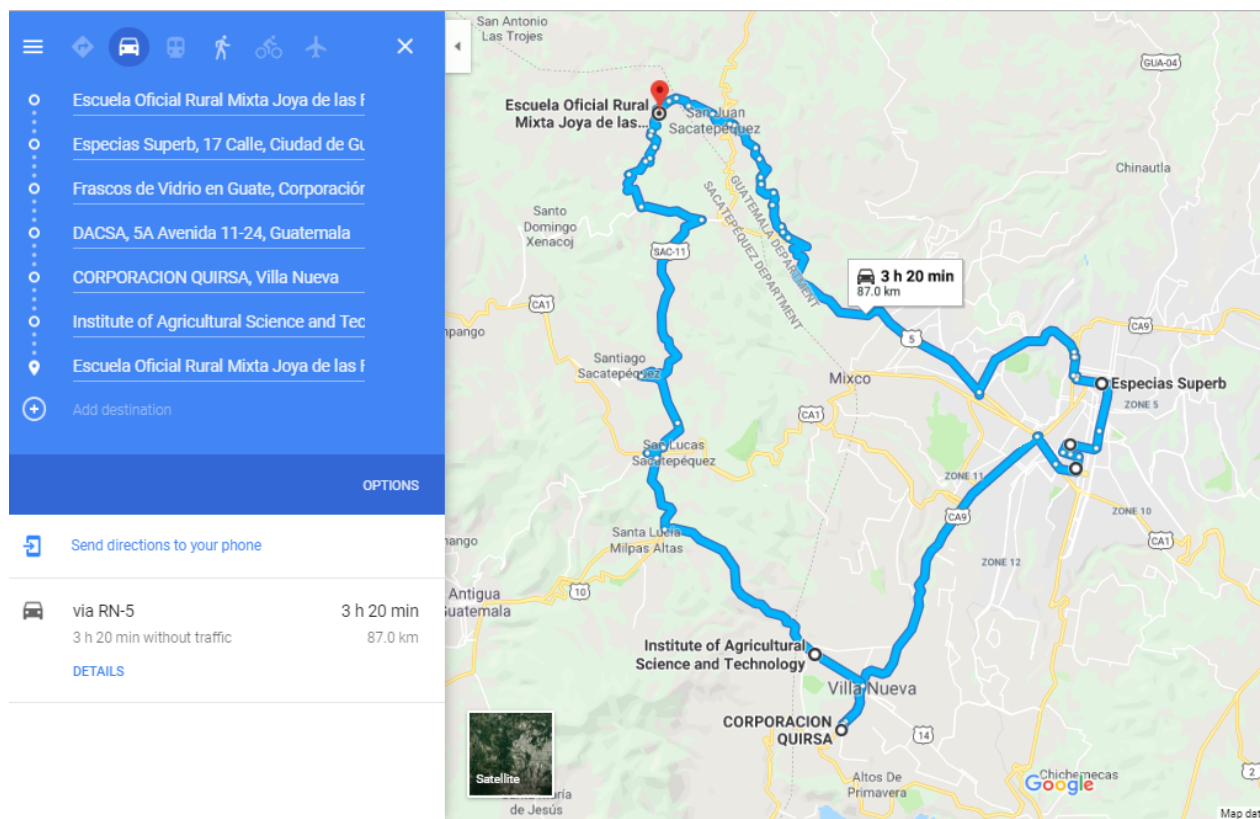 Escuela Oficial Rural Mixta Joya de las F
Especias Superb, 17 Calle, Ciudad de Gu
Frascos de Vidrio en Guate, Corporación
DACSA, 5A Avenida 11-24, Guatemala
CORPORACION QUIRSA, Villa Nueva
Institute of Agricultural Science and Tec
Escuela Oficial Rural Mixta Joya de las F
Add destination
OPTIONS
Send directions to your phone
via RN-5
3 h 20 min
3 h 20 min without traffic
87.0 km
DETAILS
San Antonio
Las Trojes
GUA-04
Escuela Oficial Rural
Mixta Joya de las...
San Juan
Sacatepéquez
Chinautla
GUATEMALA DEPARTMENT
SACATEPÉQUEZ DEPARTMENT
Santo
Domingo
Xenacoj
SAC-11
3 h 20 min
87.0 km
CA1
mpango
5
CA9
Santiago
Sacatepéquez
Mixco
Especias Superb
ZONE 5
CA1
San Lucas
Sacatepéquez
ZONE 11
CA9
ZONE 10
Santa Lucía
Milpas Altas
nango
CA1
ZONE 12
Antigua
Guatemala
10
Institute of Agricultural
Science and Technology
Villa Nueva
CORPORACION
QUIRSA
14
Satellite
Altos De
Primavera
Chichemecas
2
Google
de Jesús
Map dat